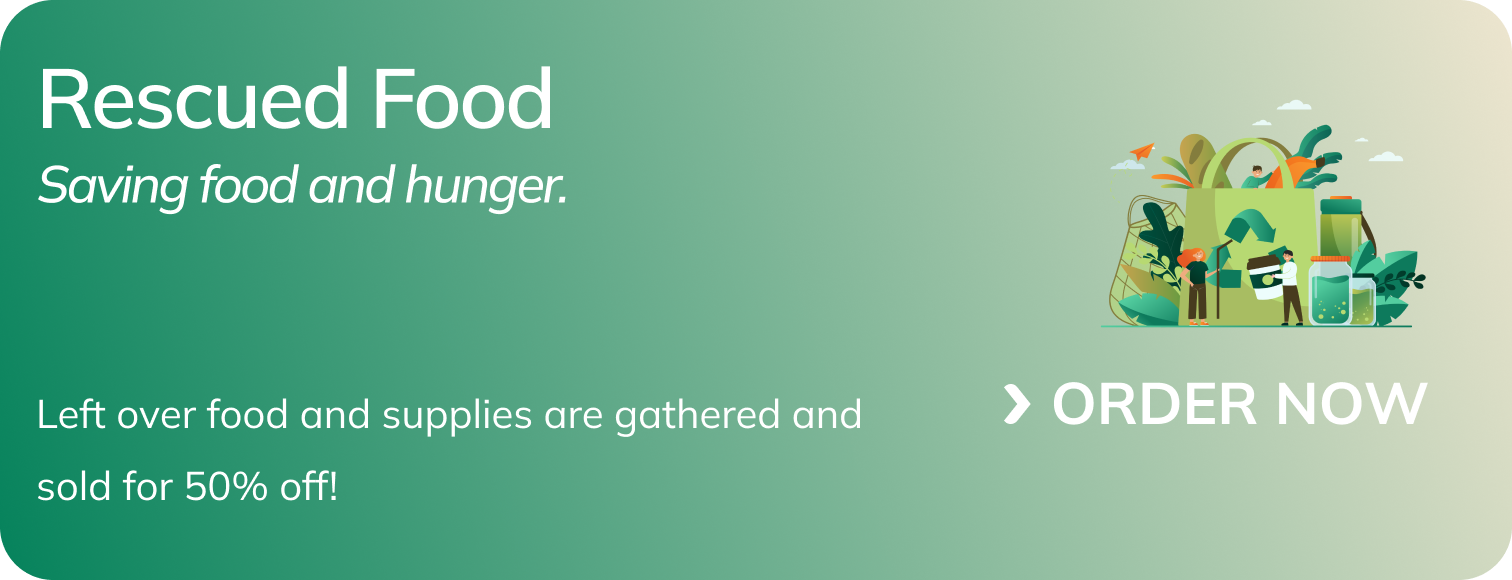 Rescued Food
Saving food and hunger.
Left over food and supplies are gathered and
sold for 50% off!
ORDER NOW